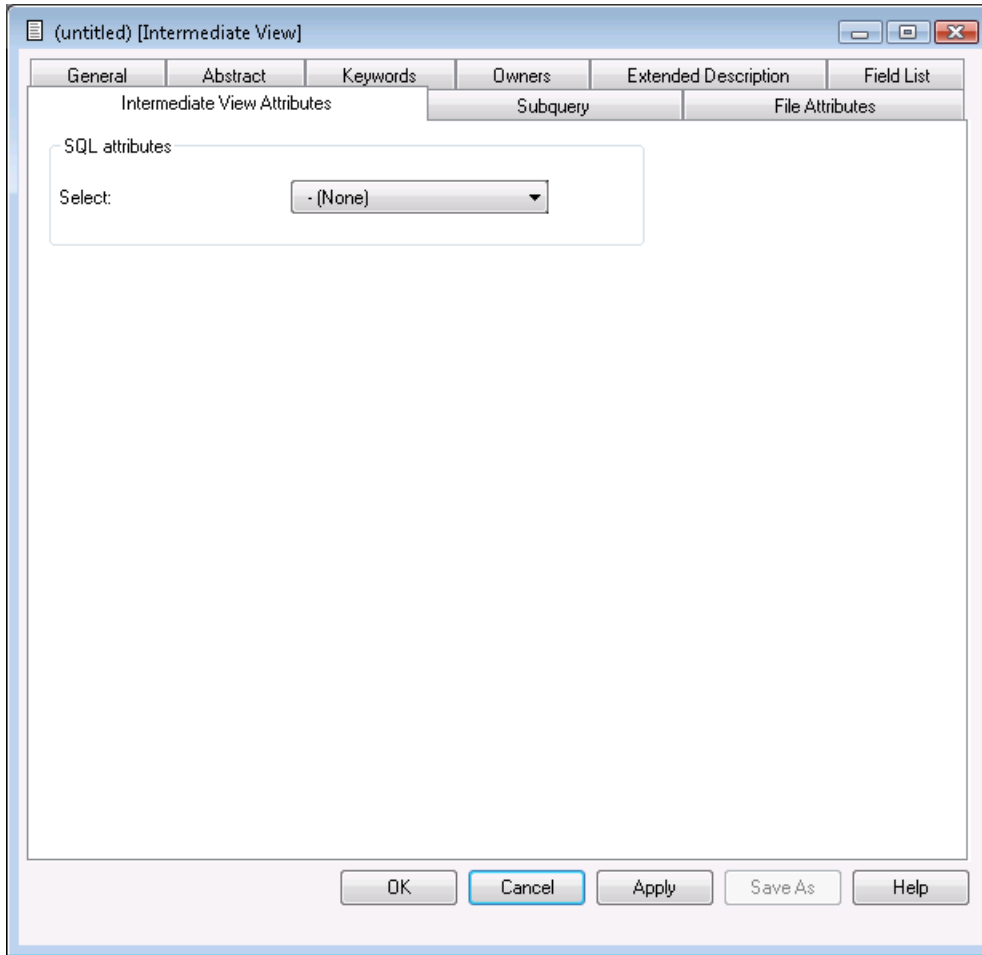 (untitled) [Intermediate View]
General Abstract Keywords Owners Extended Description Field List
Intermediate View Attributes Subquery File Attributes
SQL attributes
Select: - (None)
OK Cancel Apply Save As Help